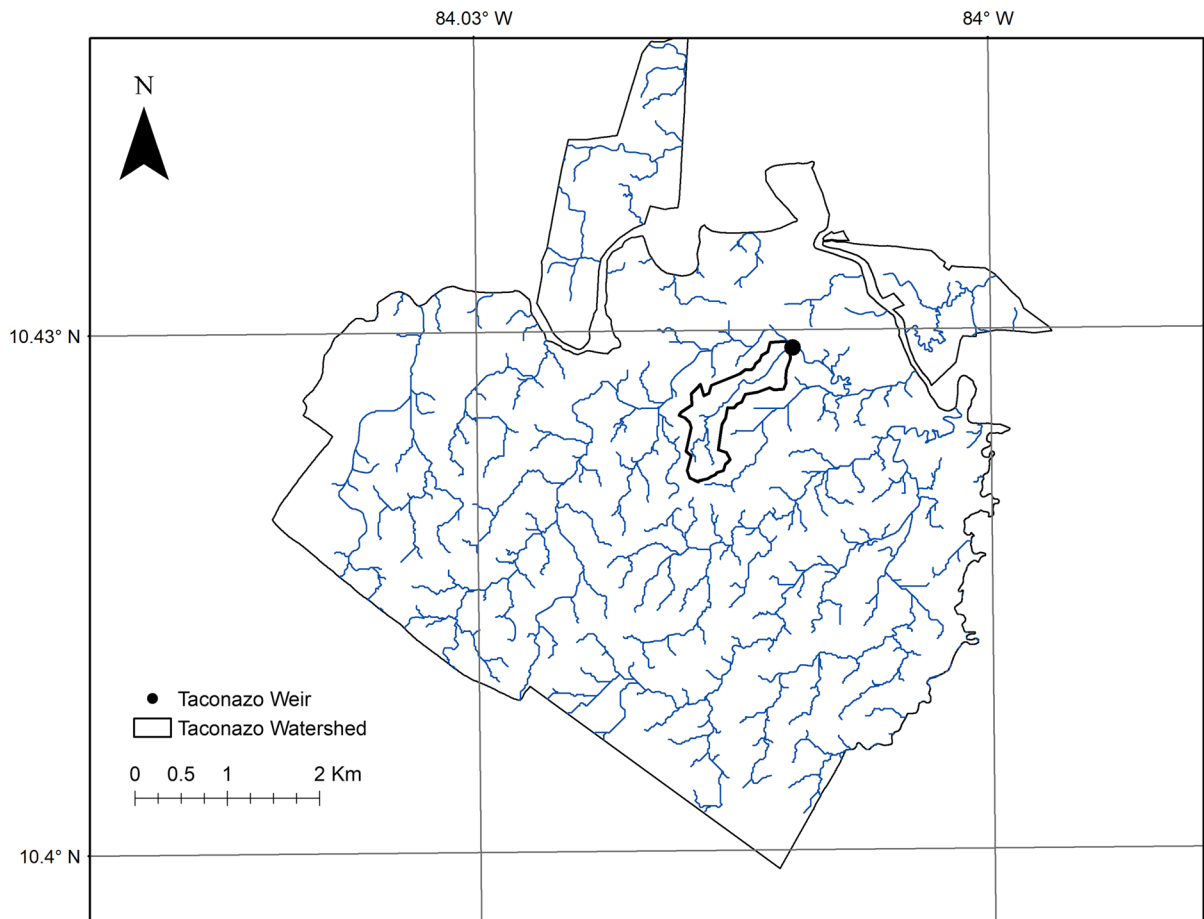 84.03° W
84° W
N
10.43° N
Taconazo Weir
Taconazo Watershed
0 0.5 1 2 Km
10.4° N